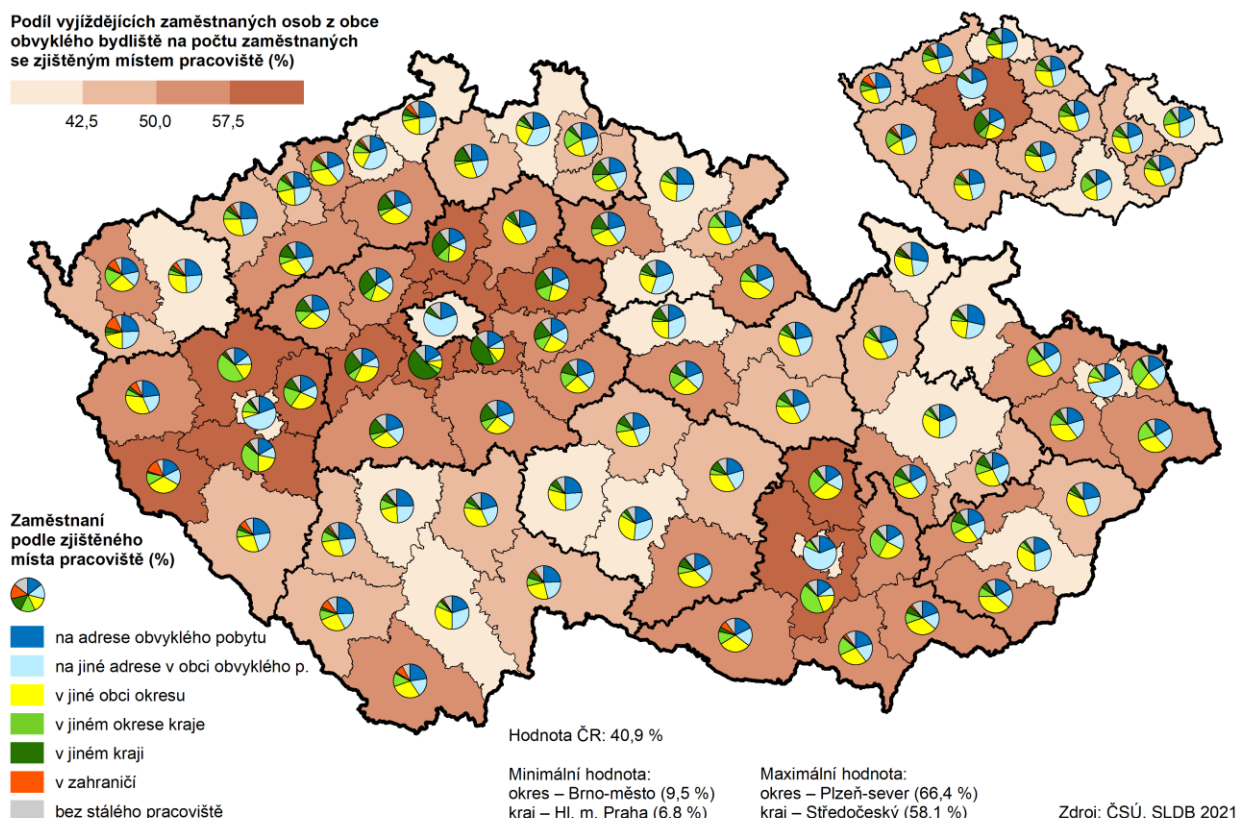 Podíl vyjíždějících zaměstnaných osob z obce
obvyklého bydliště na počtu zaměstnaných
se zjištěným místem pracoviště (%)
42,5 50,0 57,5
Zaměstnaní
podle zjištěného
místa pracoviště (%)
na adrese obvyklého pobytu
na jiné adrese v obci obvyklého p.
v jiné obci okresu
v jiném okrese kraje
v jiném kraji
v zahraničí
bez stálého pracoviště
Hodnota ČR: 40,9 %
Minimální hodnota:
okres – Brno-město (9,5 %)
kraj – Hl. m. Praha (6,8 %)
Maximální hodnota:
okres – Plzeň-sever (66,4 %)
kraj – Středočeský (58,1 %)
Zdroj: ČSÚ, SLDB 2021